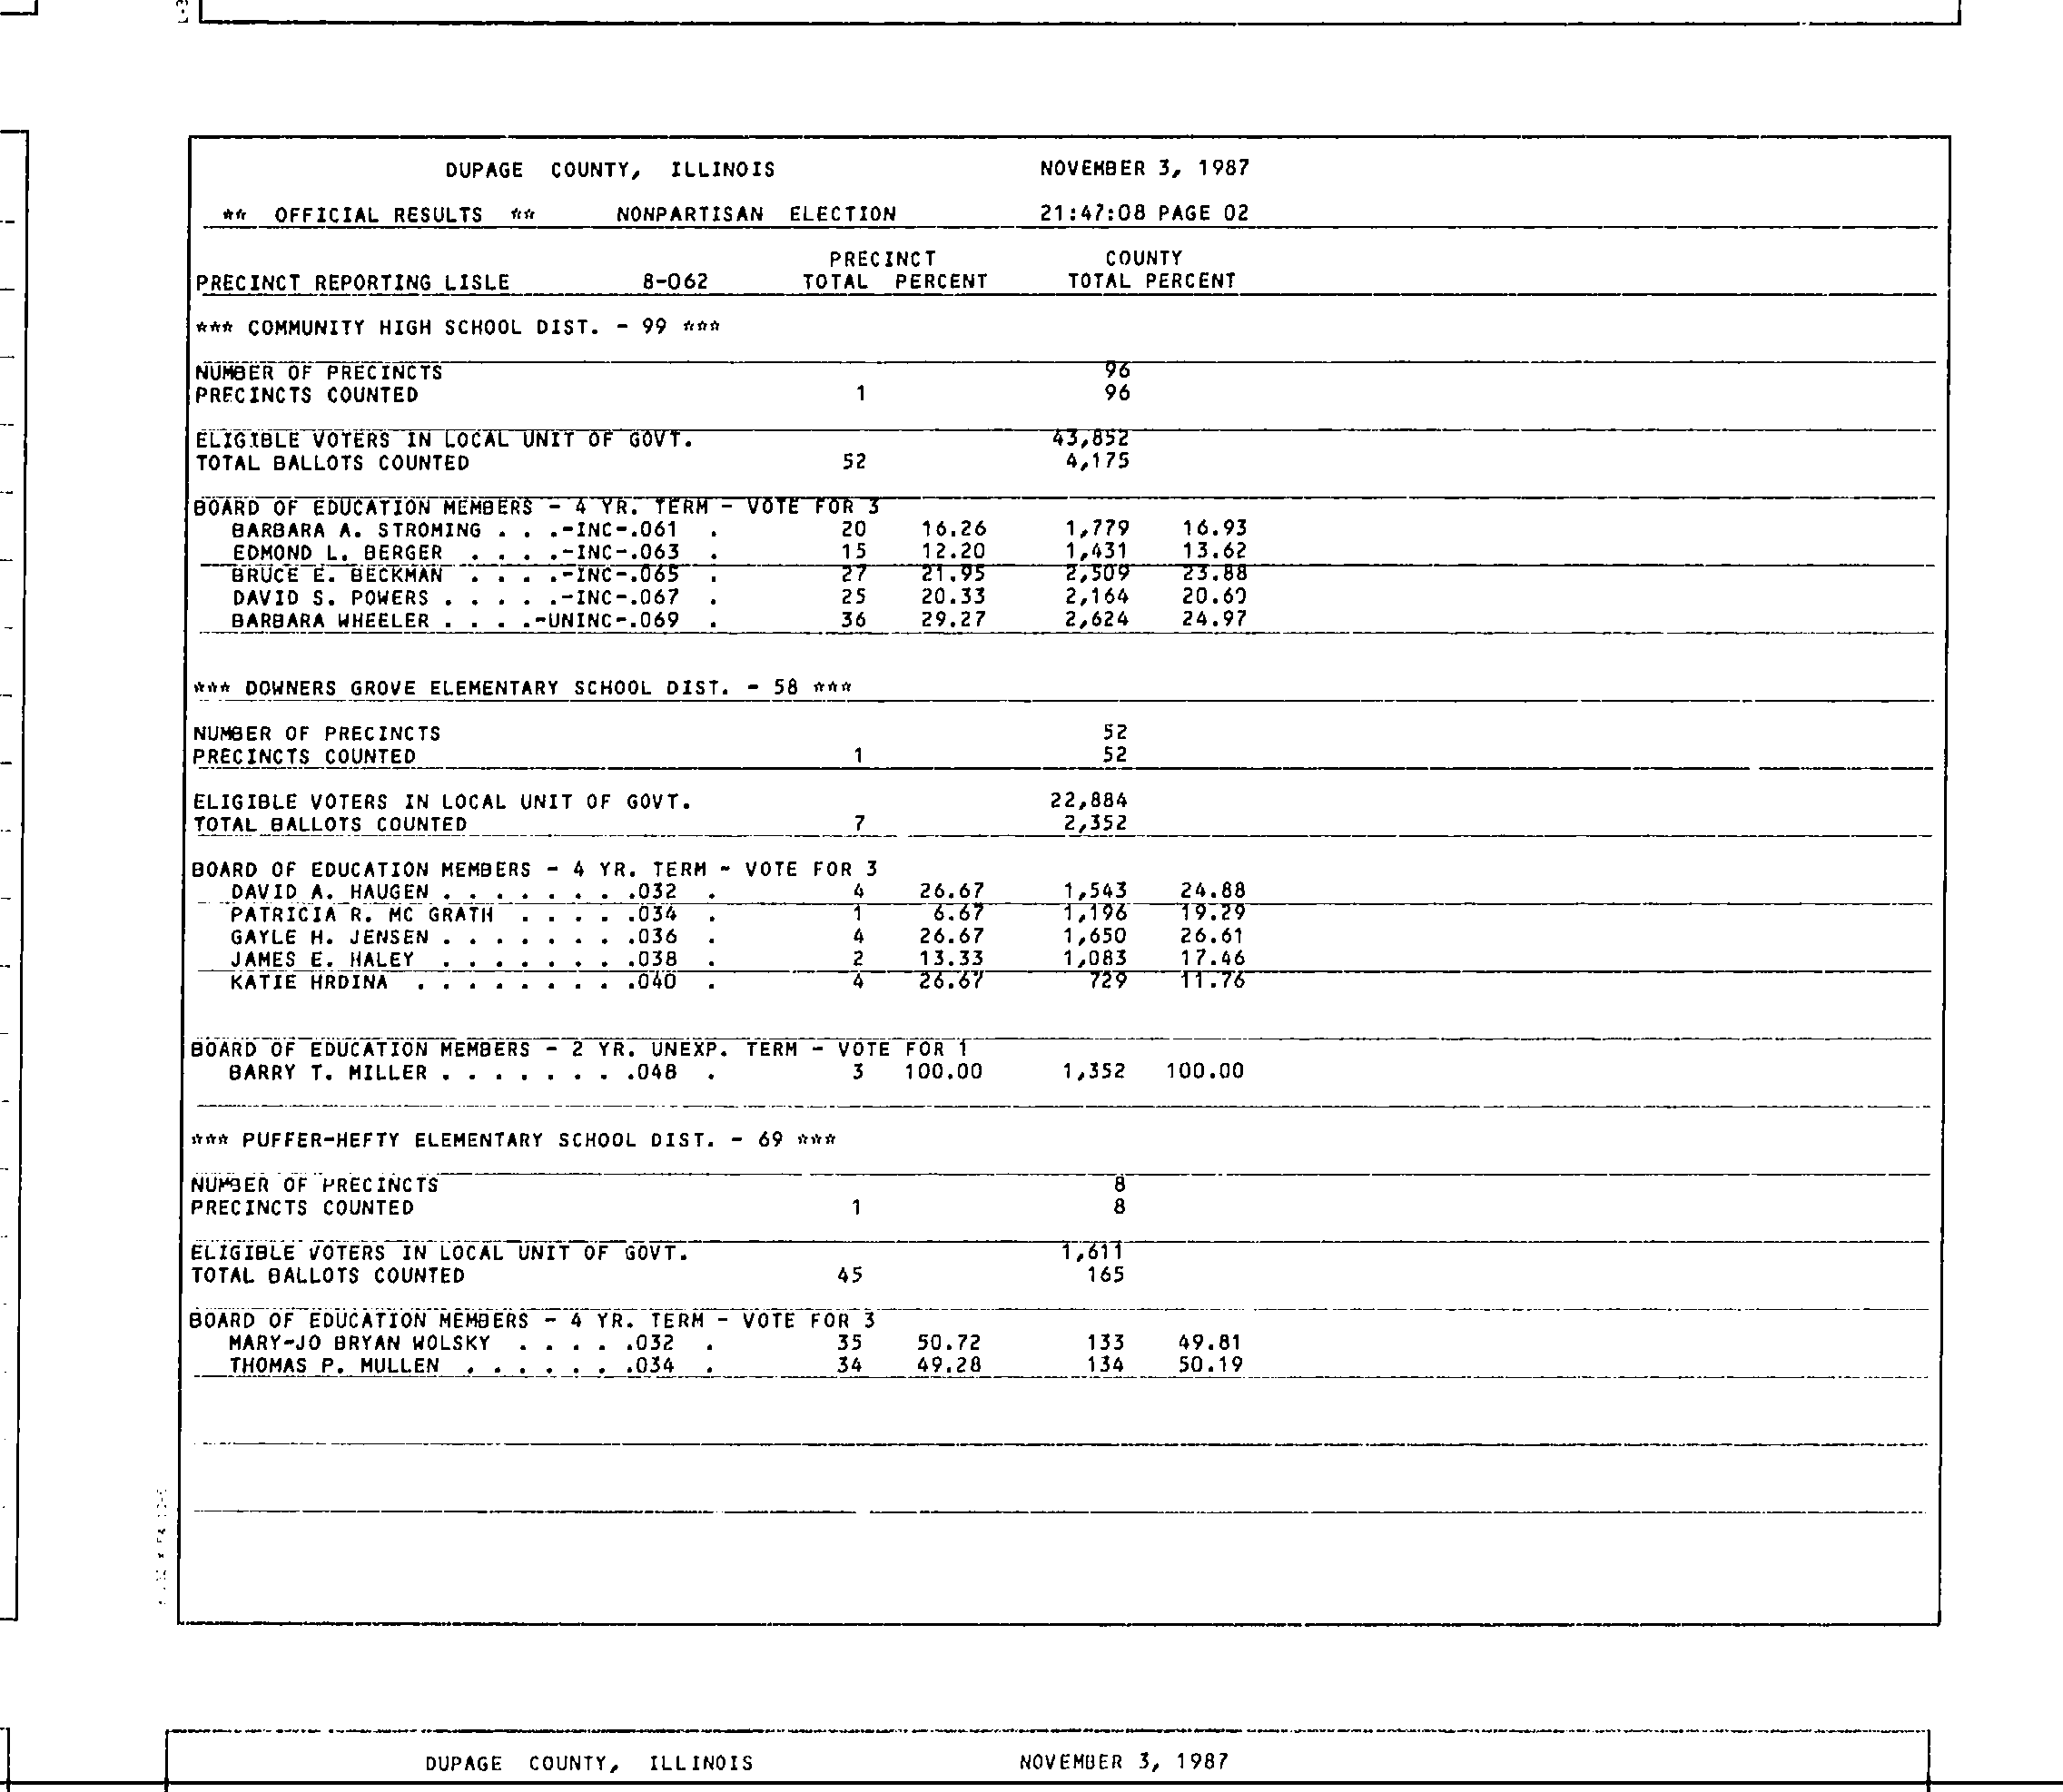 DUPAGE COUNTY, ILLINOIS NOVEMBER 3, 1987
** OFFICIAL RESULTS ** NONPARTISAN ELECTION 21:47:08 PAGE 02
PRECINCT COUNTY
PRECINCT REPORTING LISLE 8-062 TOTAL PERCENT TOTAL PERCENT
*** COMMUNITY HIGH SCHOOL DIST. - 99 ***
NUMBER OF PRECINCTS 96
PRECINCTS COUNTED 1 96
ELIGIBLE VOTERS IN LOCAL UNIT OF GOVT. 43,852
TOTAL BALLOTS COUNTED 52 4,175
BOARD OF EDUCATION MEMBERS - 4 YR. TERM - VOTE FOR 3
BARBARA A. STROMING . . .-INC-.061 . 20 16.26 1,779 16.93
EDMOND L. BERGER . . . .-INC-.063 . 15 12.20 1,431 13.62
BRUCE E. BECKMAN . . . .-INC-.065 . 27 21.95 2,509 23.88
DAVID S. POWERS . . . . .-INC-.067 . 25 20.33 2,164 20.60
BARBARA WHEELER . . . .-UNINC-.069 . 36 29.27 2,624 24.97
*** DOWNERS GROVE ELEMENTARY SCHOOL DIST. - 58 ***
NUMBER OF PRECINCTS 52
PRECINCTS COUNTED 1 52
ELIGIBLE VOTERS IN LOCAL UNIT OF GOVT. 22,884
TOTAL BALLOTS COUNTED 7 2,352
BOARD OF EDUCATION MEMBERS - 4 YR. TERM - VOTE FOR 3
DAVID A. HAUGEN . . . . . . . .032 . 4 26.67 1,543 24.88
PATRICIA R. MC GRATH . . . . .034 . 1 6.67 1,196 19.29
GAYLE H. JENSEN . . . . . . . .036 . 4 26.67 1,650 26.61
JAMES E. HALEY . . . . . . . .038 . 2 13.33 1,083 17.46
KATIE HRDINA . . . . . . . . .040 . 4 26.67 729 11.76
BOARD OF EDUCATION MEMBERS - 2 YR. UNEXP. TERM - VOTE FOR 1
BARRY T. MILLER . . . . . . . .048 . 3 100.00 1,352 100.00
*** PUFFER-HEFTY ELEMENTARY SCHOOL DIST. - 69 ***
NUMBER OF PRECINCTS 8
PRECINCTS COUNTED 1 8
ELIGIBLE VOTERS IN LOCAL UNIT OF GOVT. 1,611
TOTAL BALLOTS COUNTED 45 165
BOARD OF EDUCATION MEMBERS - 4 YR. TERM - VOTE FOR 3
MARY-JO BRYAN WOLSKY . . . . .032 . 35 50.72 133 49.81
THOMAS P. MULLEN . . . . . . .034 . 34 49.28 134 50.19
DUPAGE COUNTY, ILLINOIS NOVEMBER 3, 1987